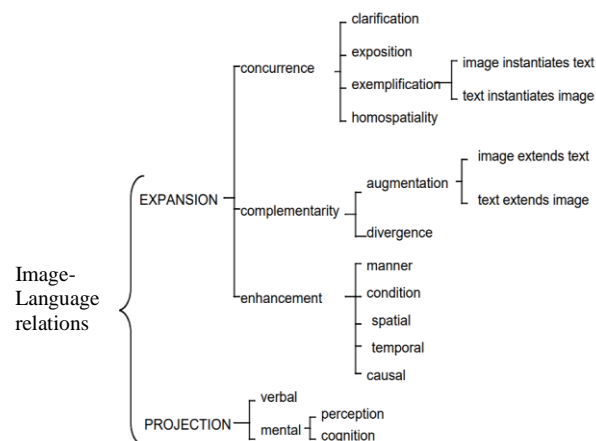 clarification
exposition
concurrence
image instantiates text
exemplification
text instantiates image
homospatiality
image extends text
augmentation
EXPANSION
text extends image
complementarity
divergence
manner
Image-
Language
relations
condition
enhancement
spatial
temporal
causal
verbal
perception
PROJECTION
mental
cognition